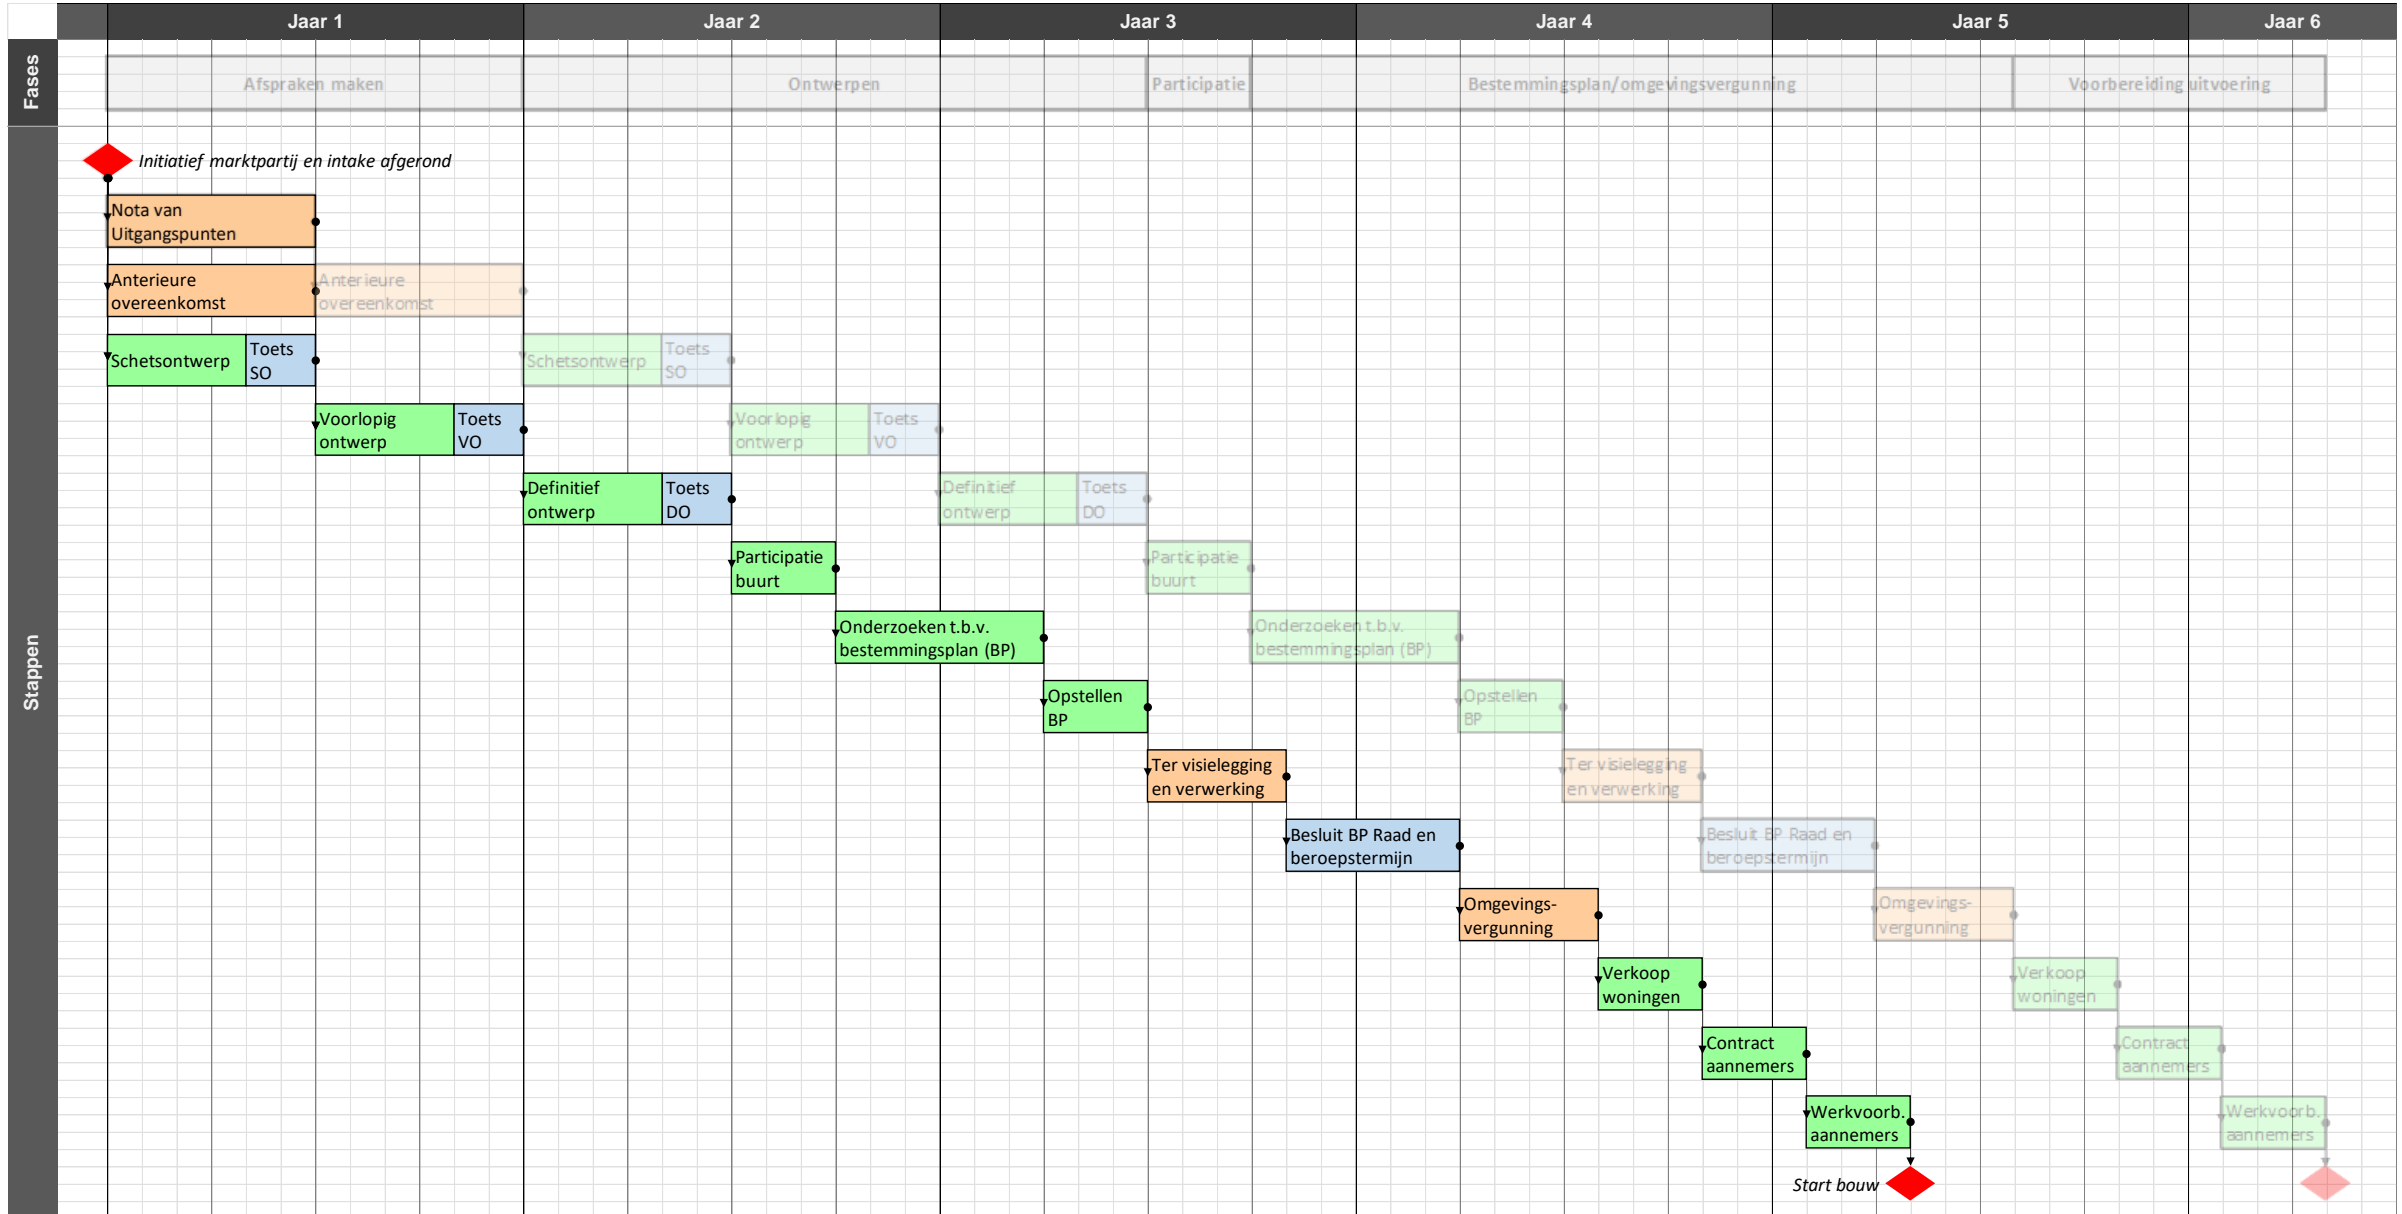 Jaar 1 Jaar 2 Jaar 3 Jaar 4 Jaar 5 Jaar 6
Fases
Afspraken maken Ontwerpen Participatie Bestemmingsplan/omgevingsvergunning Voorbereiding uitvoering
Stappen
Initiatief marktpartij en intake afgerond
Nota van
Uitgangspunten
Anterieure
overeenkomst
Anterieure
overeenkomst
Schetsontwerp
Toets
SO
Schetsontwerp
Toets
SO
Voorlopig
ontwerp
Toets
VO
Voorlopig
ontwerp
Toets
VO
Definitief
ontwerp
Toets
DO
Definitief
ontwerp
Toets
DO
Participatie
buurt
Participatie
buurt
Onderzoeken t.b.v.
bestemmingsplan (BP)
Onderzoeken t.b.v.
bestemmingsplan (BP)
Opstellen
BP
Opstellen
BP
Ter visielegging
en verwerking
Ter visielegging
en verwerking
Besluit BP Raad en
beroepstermijn
Besluit BP Raad en
beroepstermijn
Omgevings-
vergunning
Omgevings-
vergunning
Verkoop
woningen
Verkoop
woningen
Contract
aannemers
Contract
aannemers
Werkvoorb.
aannemers
Werkvoorb.
aannemers
Start bouw